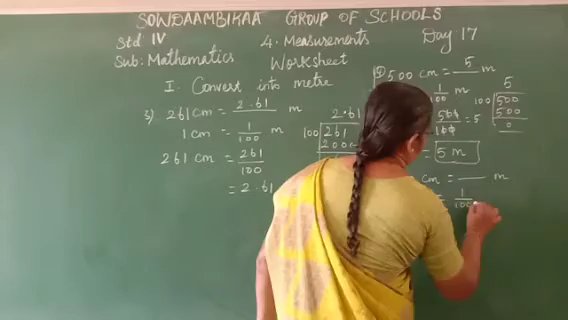 SOWDAAMBIKAA GROUP OF SCHOOLS
Std IV 4. Measurements Day 17
Sub: Mathematics Worksheet
I. Convert into metre
3) 261 cm = 2.61 m
1 cm = 1/100 m
261 cm = 261/100
= 2.61
2.61
100 261
200
500 cm = 5 m
1/100 m
500/100 = 5
= 5 m
5
100 500
500
0
cm = ___ m
= 1/100